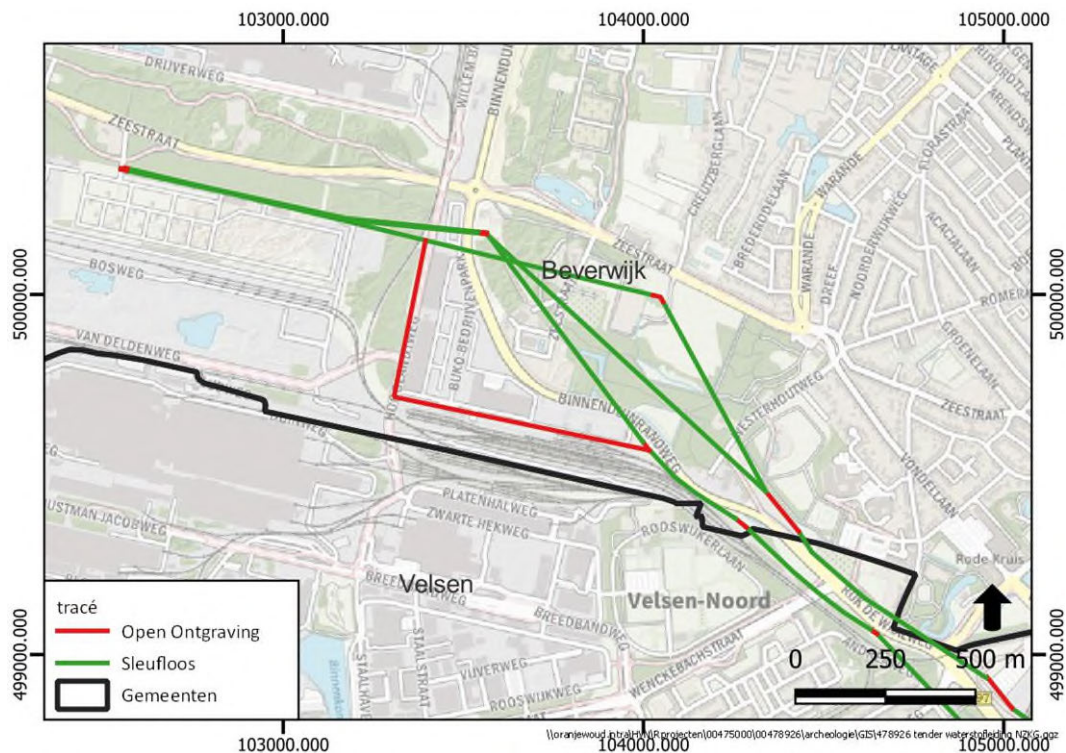 103000.000
104000.000
105000.000
DRIJVERWEG
ZEESTRAAT
BOSWEG
VAN DELDENWEG
BUKO BEDRIJVENPARK
BINNENDUINRANDWEG
Beverwijk
ZEESTRAAT
CREUTZBERGLAAN
BREDERODELAAN
WARANDE
WARANDE
DREEF
NOORDERWIJKWEG
FLORASTRAAT
ACACIALAAN
GROENELAAN
ZEESTRAAT
VONDELLAAN
500000.000
500000.000
PLATENHALWEG
ZWARTE HEKWEG
RODSWIJKERLAAN
Velsen
Velsen-Noord
BREEDBANDWEG
VIJVERWEG
ROOSWIJKWEG
STAALSTRAAT
WENCKEBACHSTRAAT
Rode Kruis
499000.000
499000.000
tracé
Open Ontgraving
Sleufloos
Gemeenten
0 250 500 m
103000.000
104000.000
105000.000